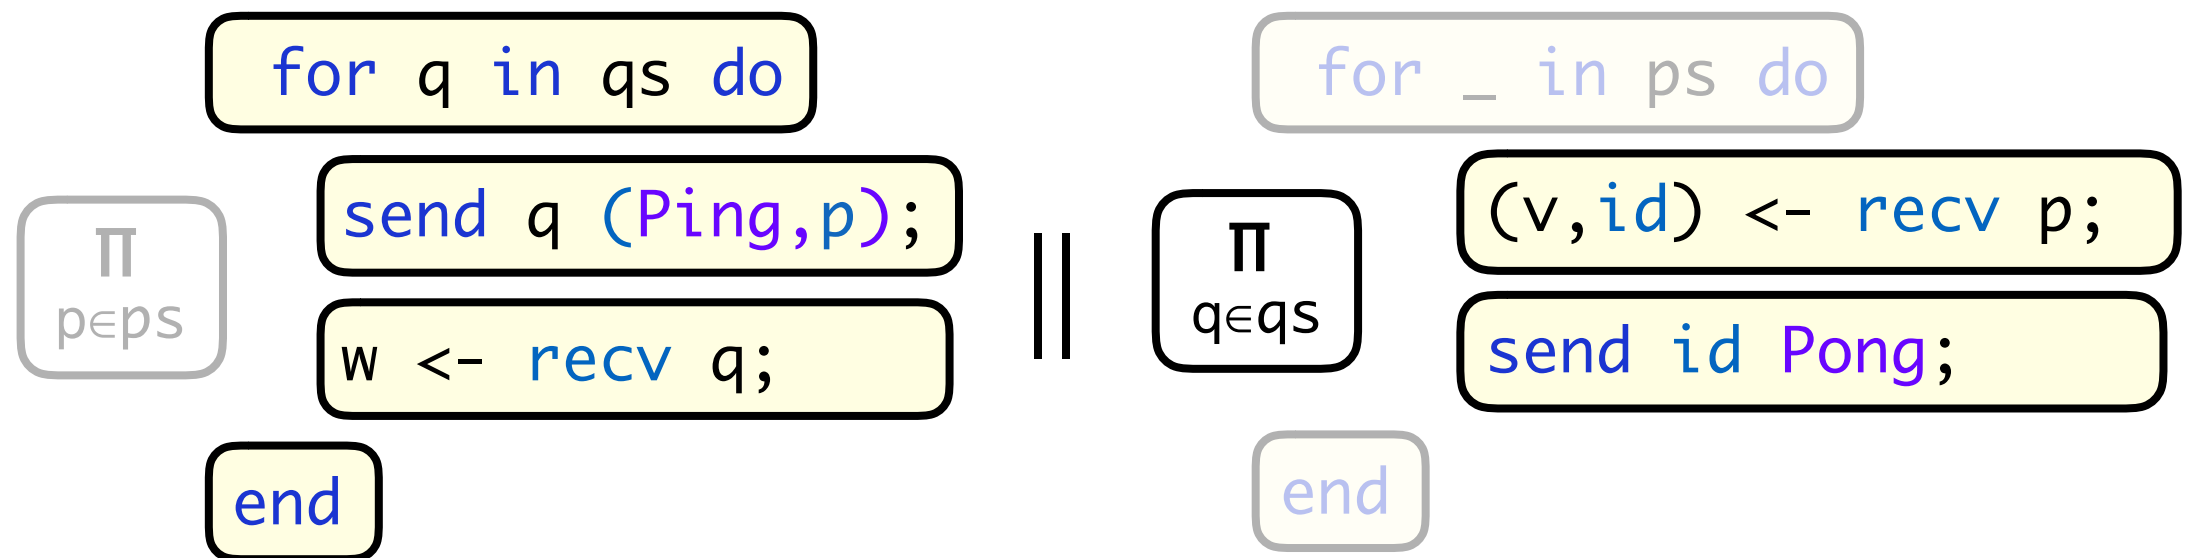 for q in qs do
Π
p∈ps
send q (Ping,p);
w <- recv q;
end
||
for _ in ps do
Π
q∈qs
(v,id) <- recv p;
send id Pong;
end